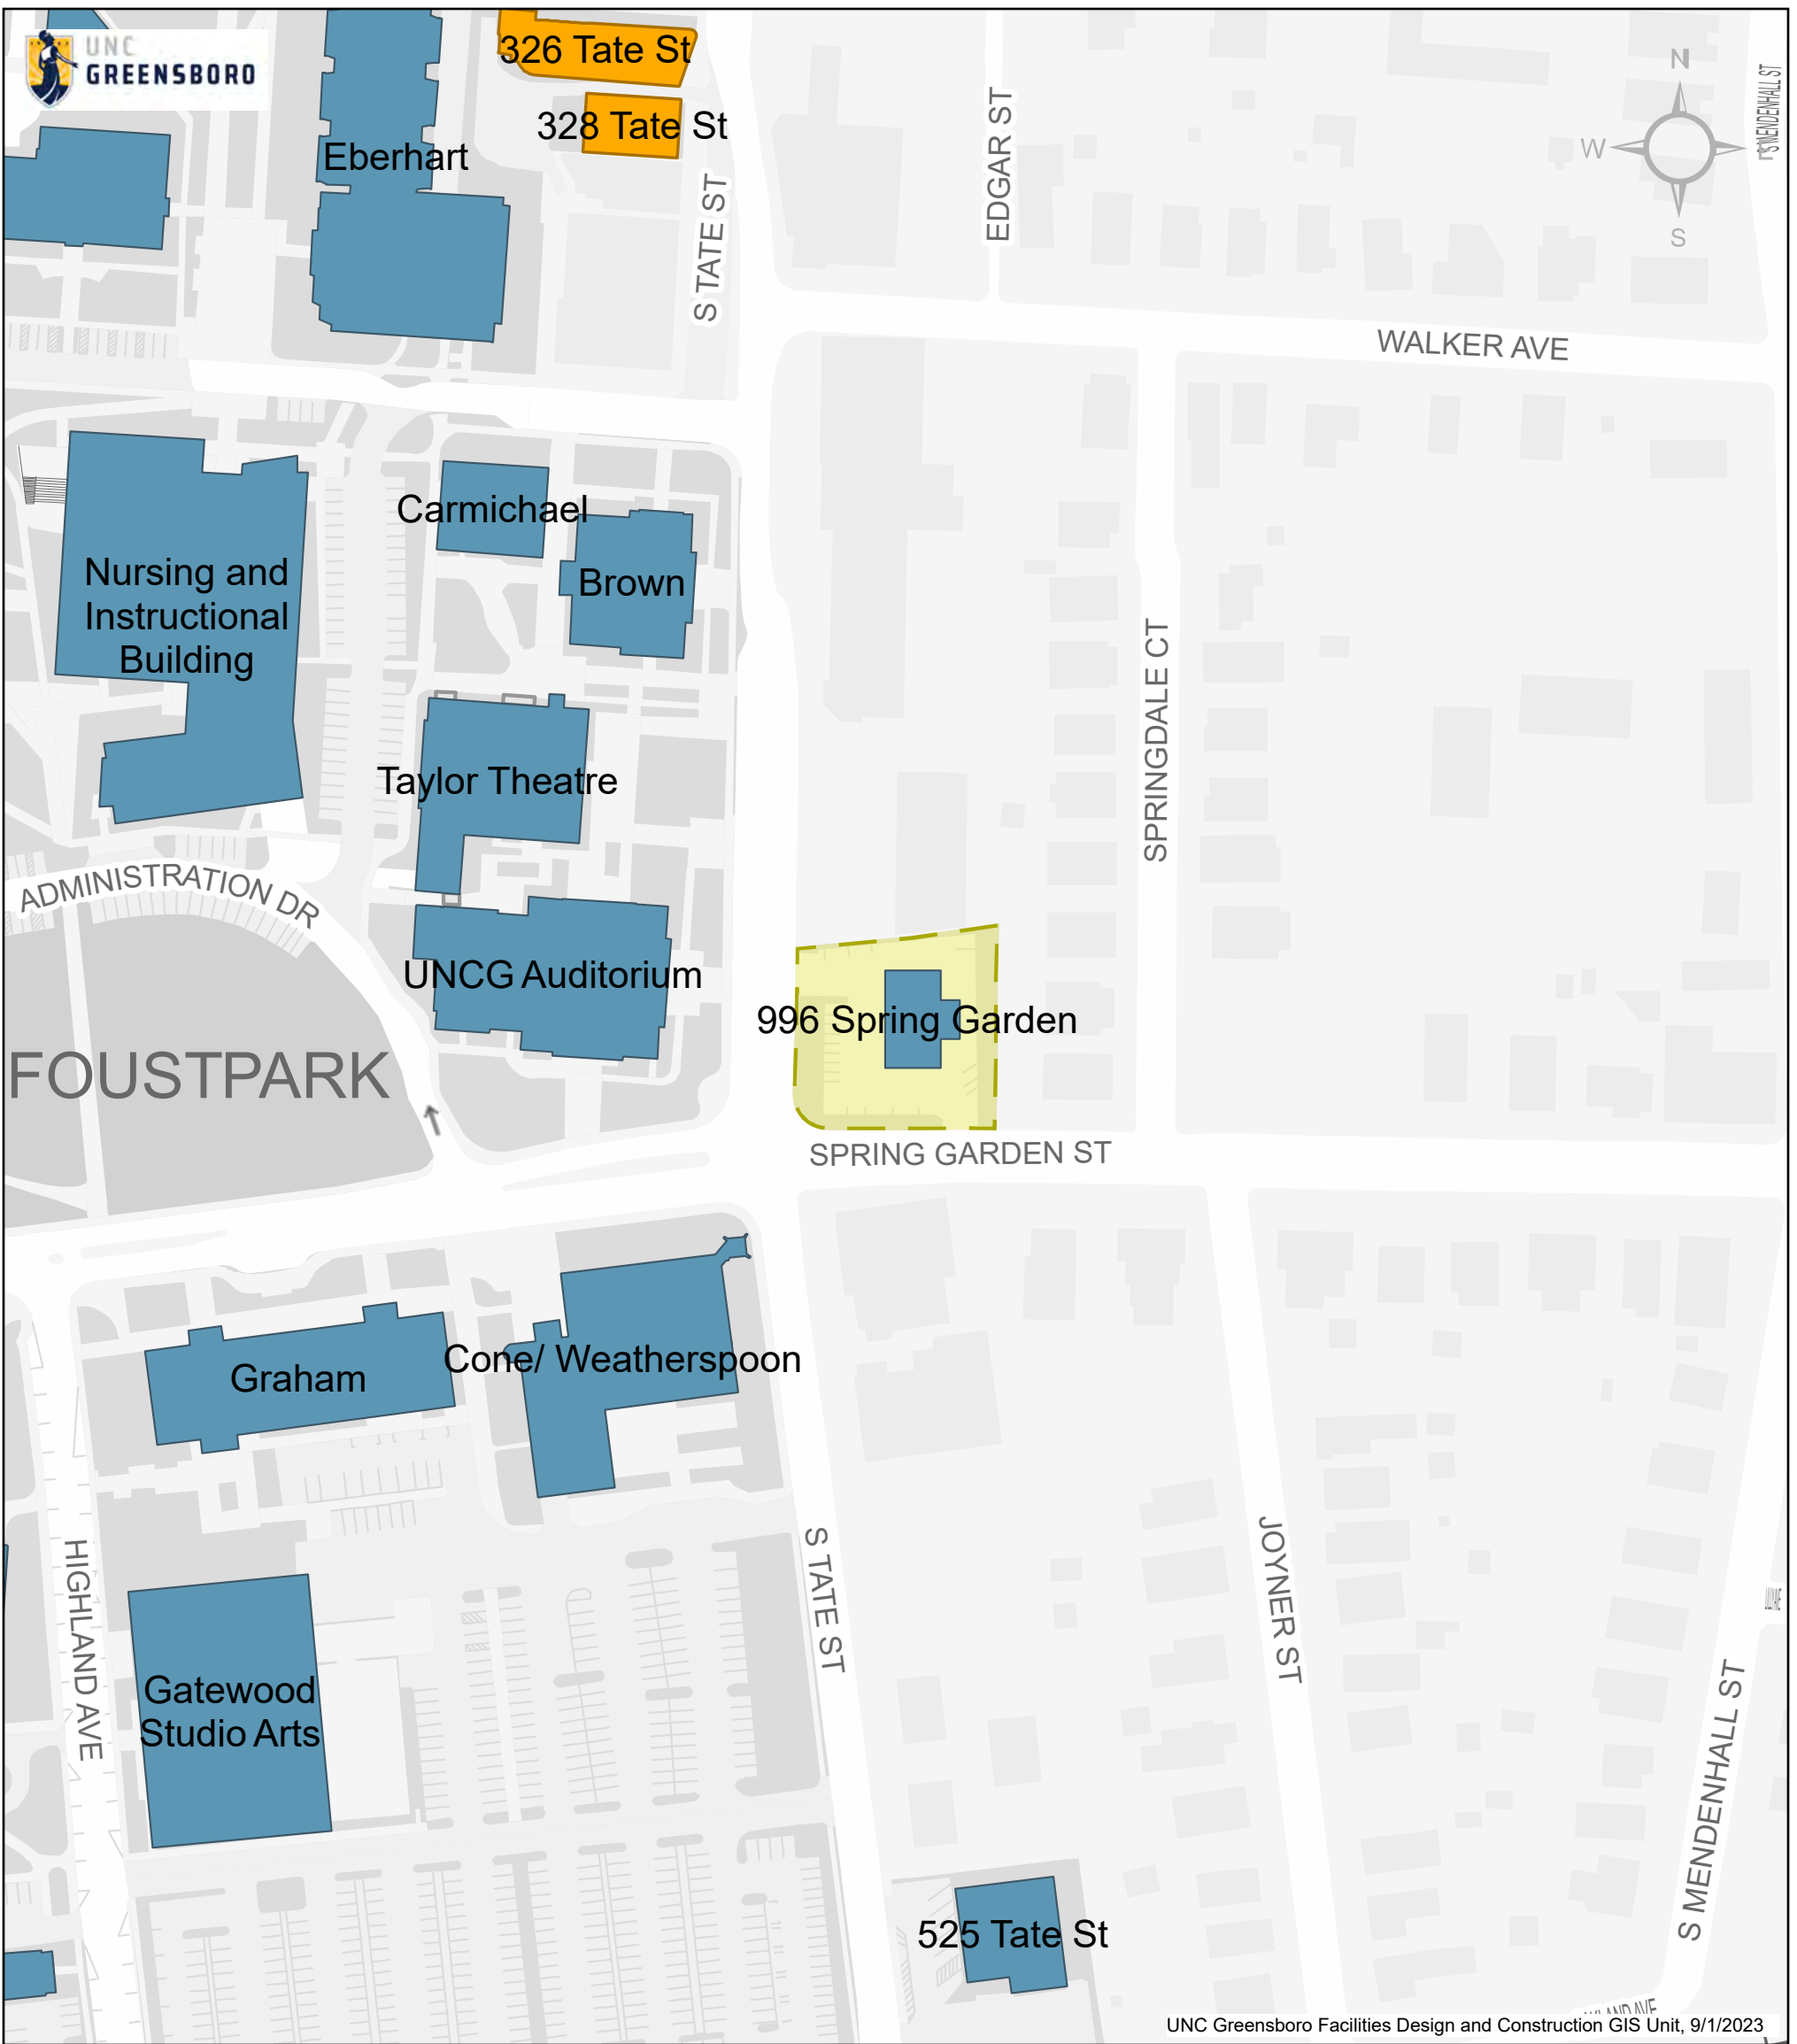 UNC
GREENSBORO
326 Tate St
328 Tate St
Eberhart
S TATE ST
EDGAR ST
N
W
S
S MENDENHALL ST
WALKER AVE
Carmichael
Brown
Nursing and
Instructional
Building
SPRINGDALE CT
Taylor Theatre
ADMINISTRATION DR
UNCG Auditorium
996 Spring Garden
FOUSTPARK
SPRING GARDEN ST
Graham
Cone/ Weatherspoon
HIGHLAND AVE
S TATE ST
JOYNER ST
Gatewood
Studio Arts
S MENDENHALL ST
525 Tate St
UNC Greensboro Facilities Design and Construction GIS Unit, 9/1/2023